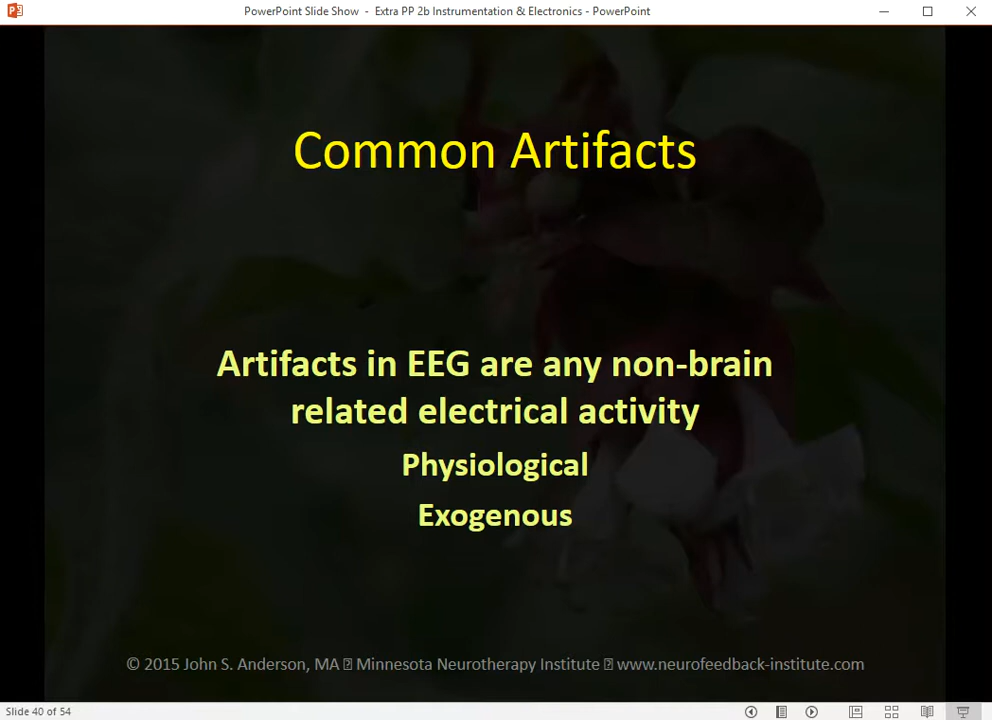 PowerPoint Slide Show - Extra PP 2b Instrumentation & Electronics - PowerPoint
Common Artifacts
Artifacts in EEG are any non-brain
related electrical activity
Physiological
Exogenous
© 2015 John S. Anderson, MA ⍰ Minnesota Neurotherapy Institute ⍰ www.neurofeedback-institute.com
Slide 40 of 54